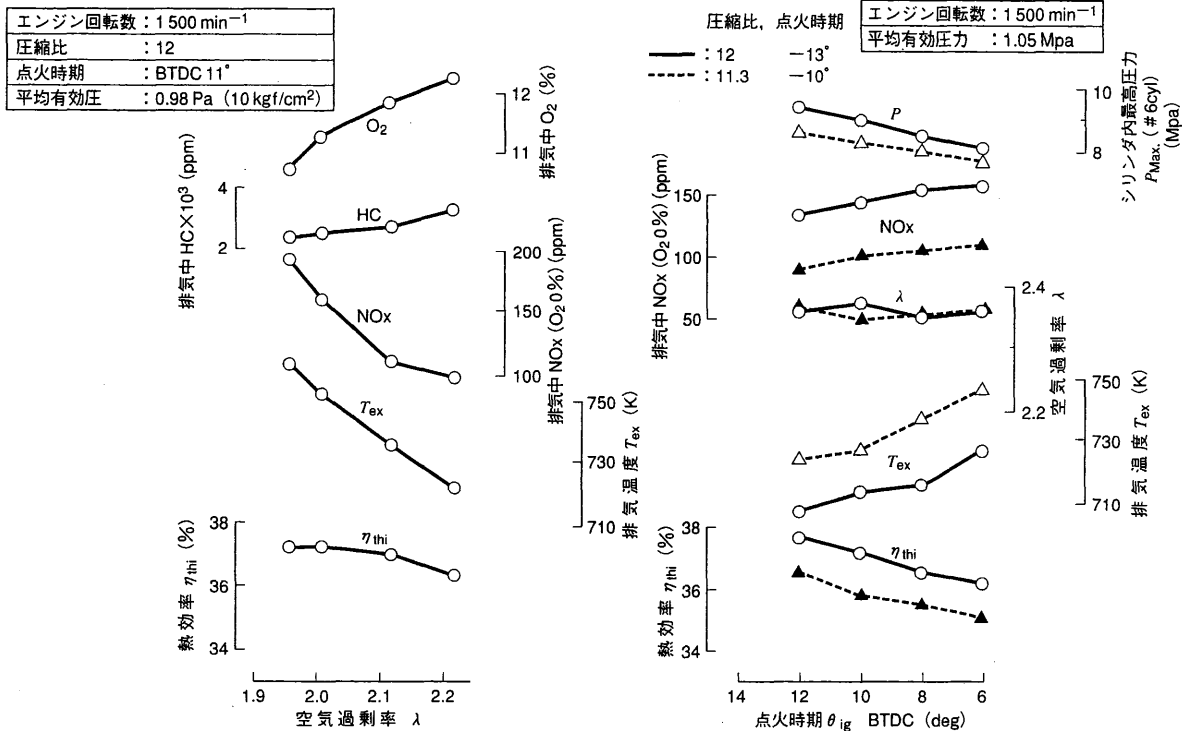 エンジン回転数：1 500 min⁻¹
圧縮比　　　　：12
点火時期　　　：BTDC 11°
平均有効圧　　：0.98 Pa (10 kgf/cm²)
排気中 O₂ (%)
12
11
O₂
排気中 HC×10³ (ppm)
4
2
HC
排気中 NOx (O₂ 0%) (ppm)
200
150
100
NOx
排気温度 Tex (K)
750
730
710
Tex
熱効率 ηthi (%)
38
36
34
ηthi
1.9 2.0 2.1 2.2
空気過剰率 λ
圧縮比，点火時期
：12 −13°
：11.3 −10°
エンジン回転数：1 500 min⁻¹
平均有効圧力　：1.05 Mpa
シリンダ内最高圧力
PMax. (＃6cyl)
(Mpa)
10
8
P
排気中 NOx (O₂ 0%) (ppm)
150
100
50
NOx
空気過剰率 λ
2.4
2.2
λ
排気温度 Tex (K)
750
730
710
Tex
熱効率 ηthi (%)
38
36
34
ηthi
14 12 10 8 6
点火時期 θig BTDC (deg)